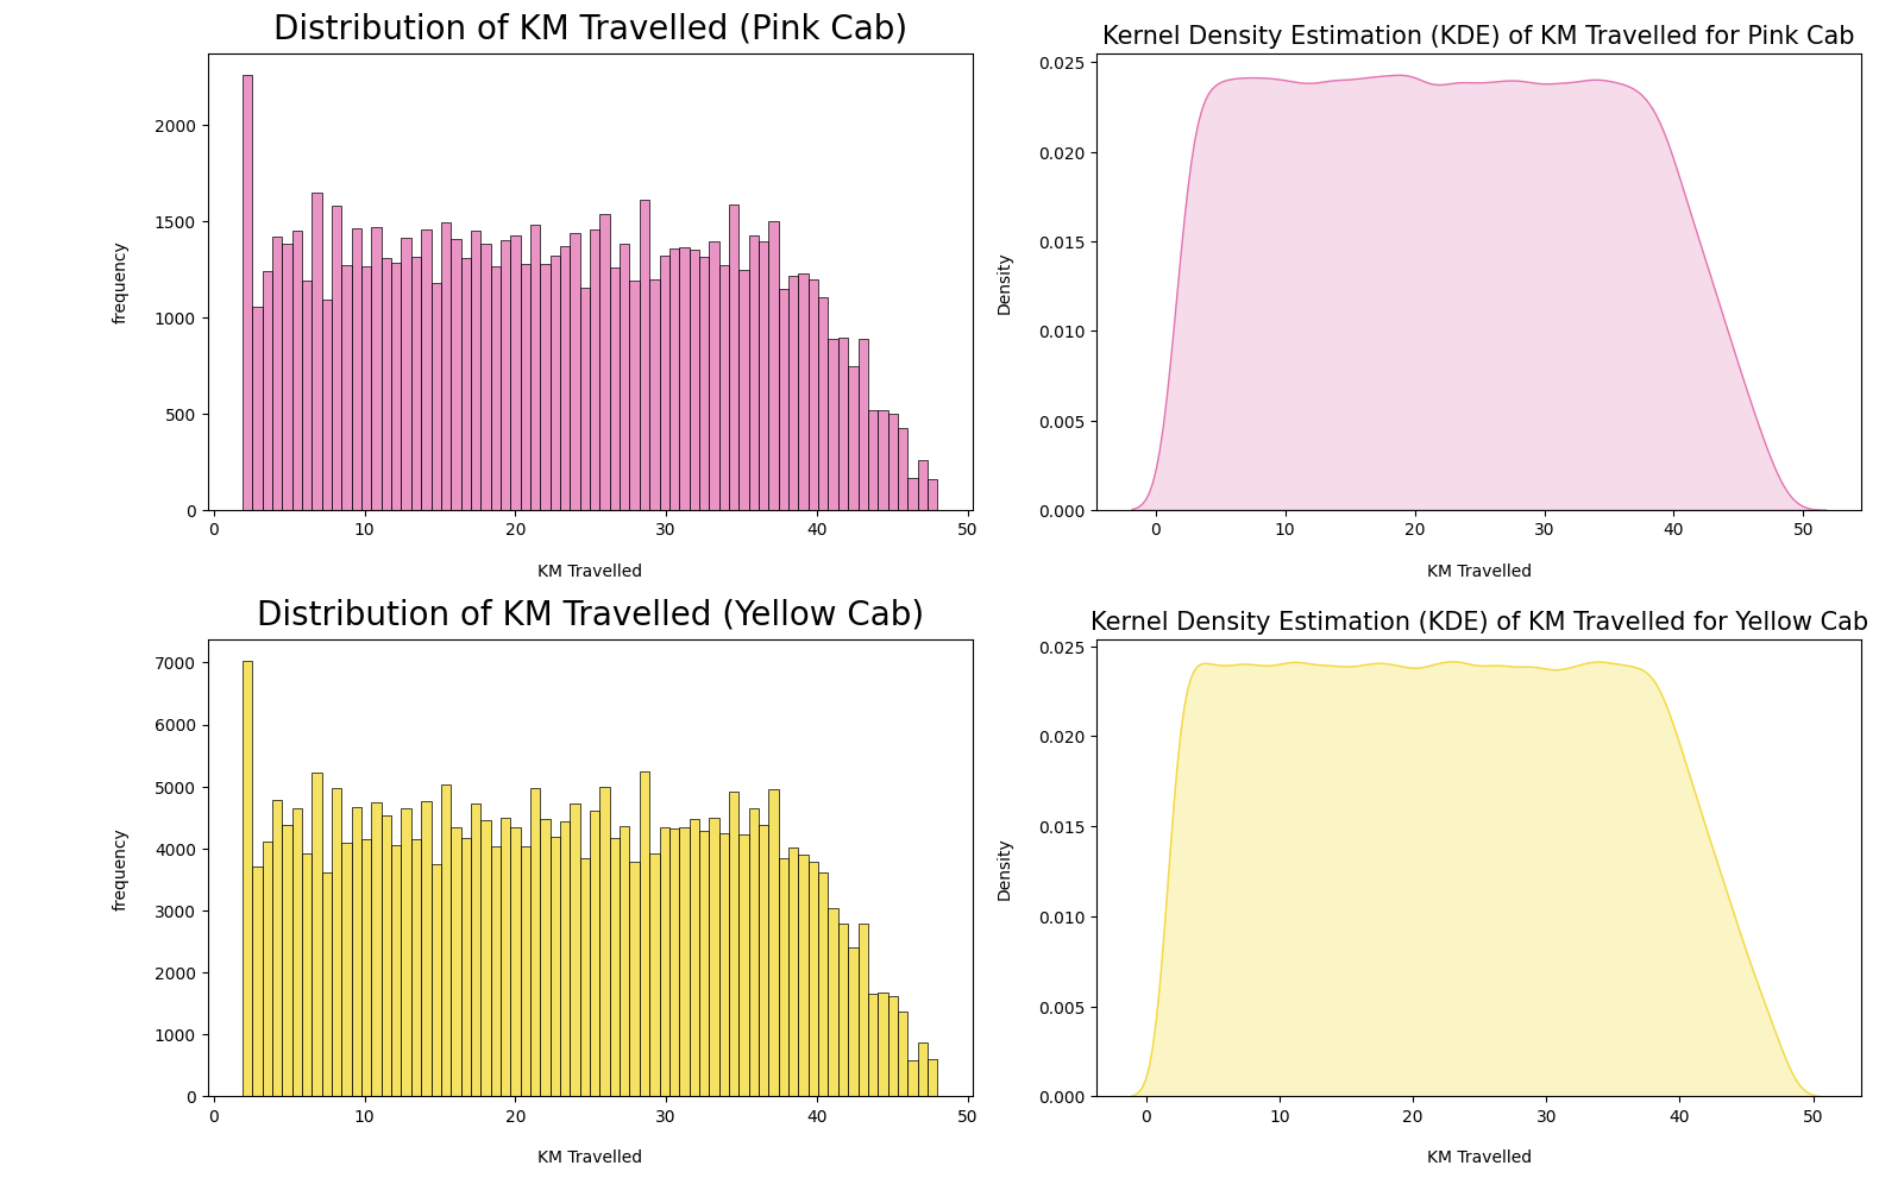 Distribution of KM Travelled (Pink Cab)
frequency
2000
1500
1000
500
0
0 10 20 30 40 50
KM Travelled
Kernel Density Estimation (KDE) of KM Travelled for Pink Cab
Density
0.025
0.020
0.015
0.010
0.005
0.000
0 10 20 30 40 50
KM Travelled
Distribution of KM Travelled (Yellow Cab)
frequency
7000
6000
5000
4000
3000
2000
1000
0
0 10 20 30 40 50
KM Travelled
Kernel Density Estimation (KDE) of KM Travelled for Yellow Cab
Density
0.025
0.020
0.015
0.010
0.005
0.000
0 10 20 30 40 50
KM Travelled